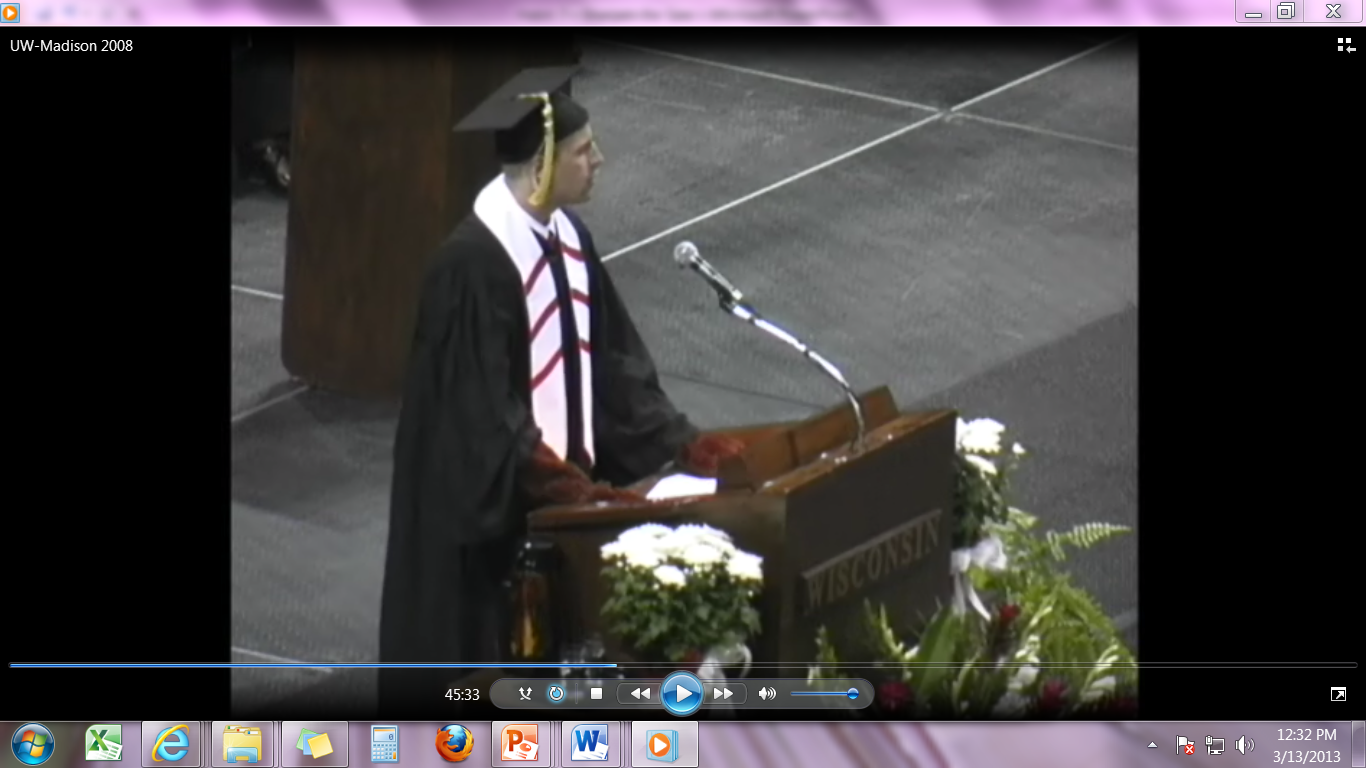 UW-Madison 2008
WISCONSIN
45:33
12:32 PM
3/13/2013